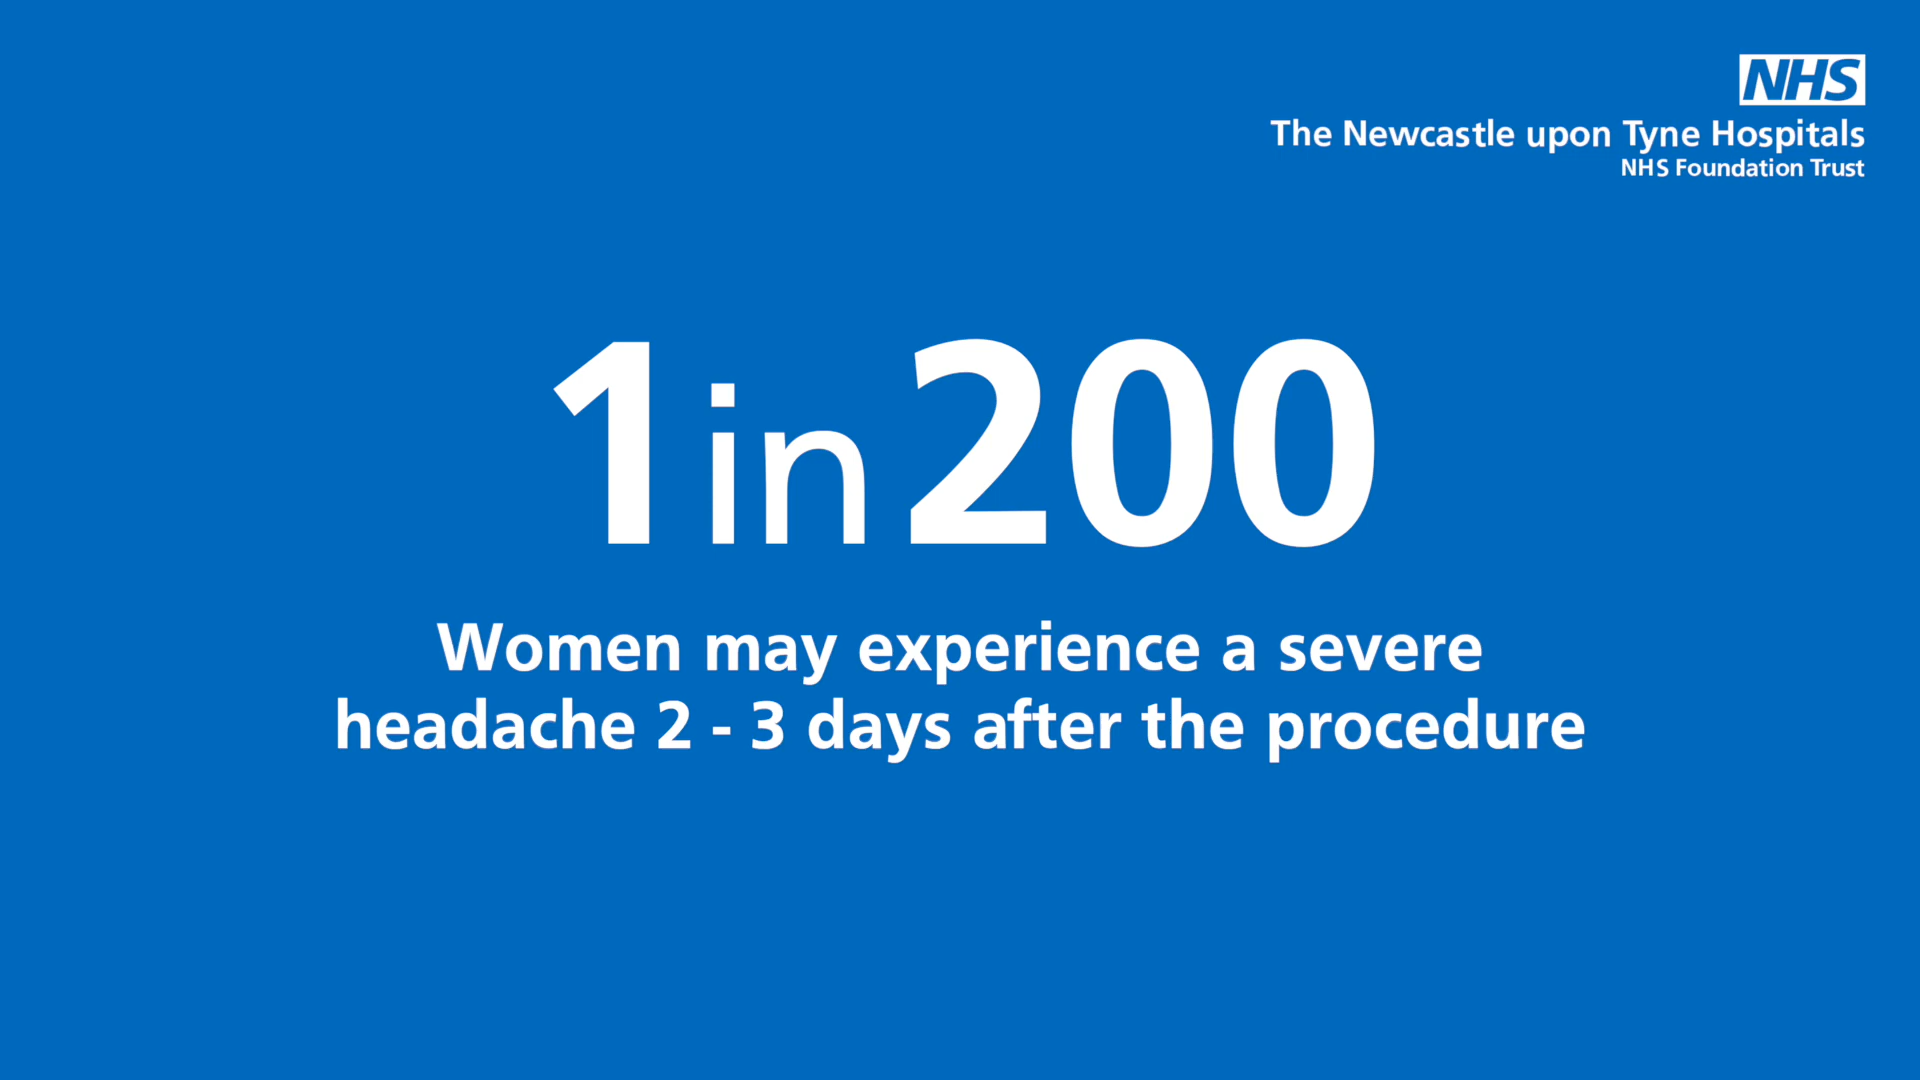 NHS
The Newcastle upon Tyne Hospitals
NHS Foundation Trust
1 in 200
Women may experience a severe
headache 2 - 3 days after the procedure